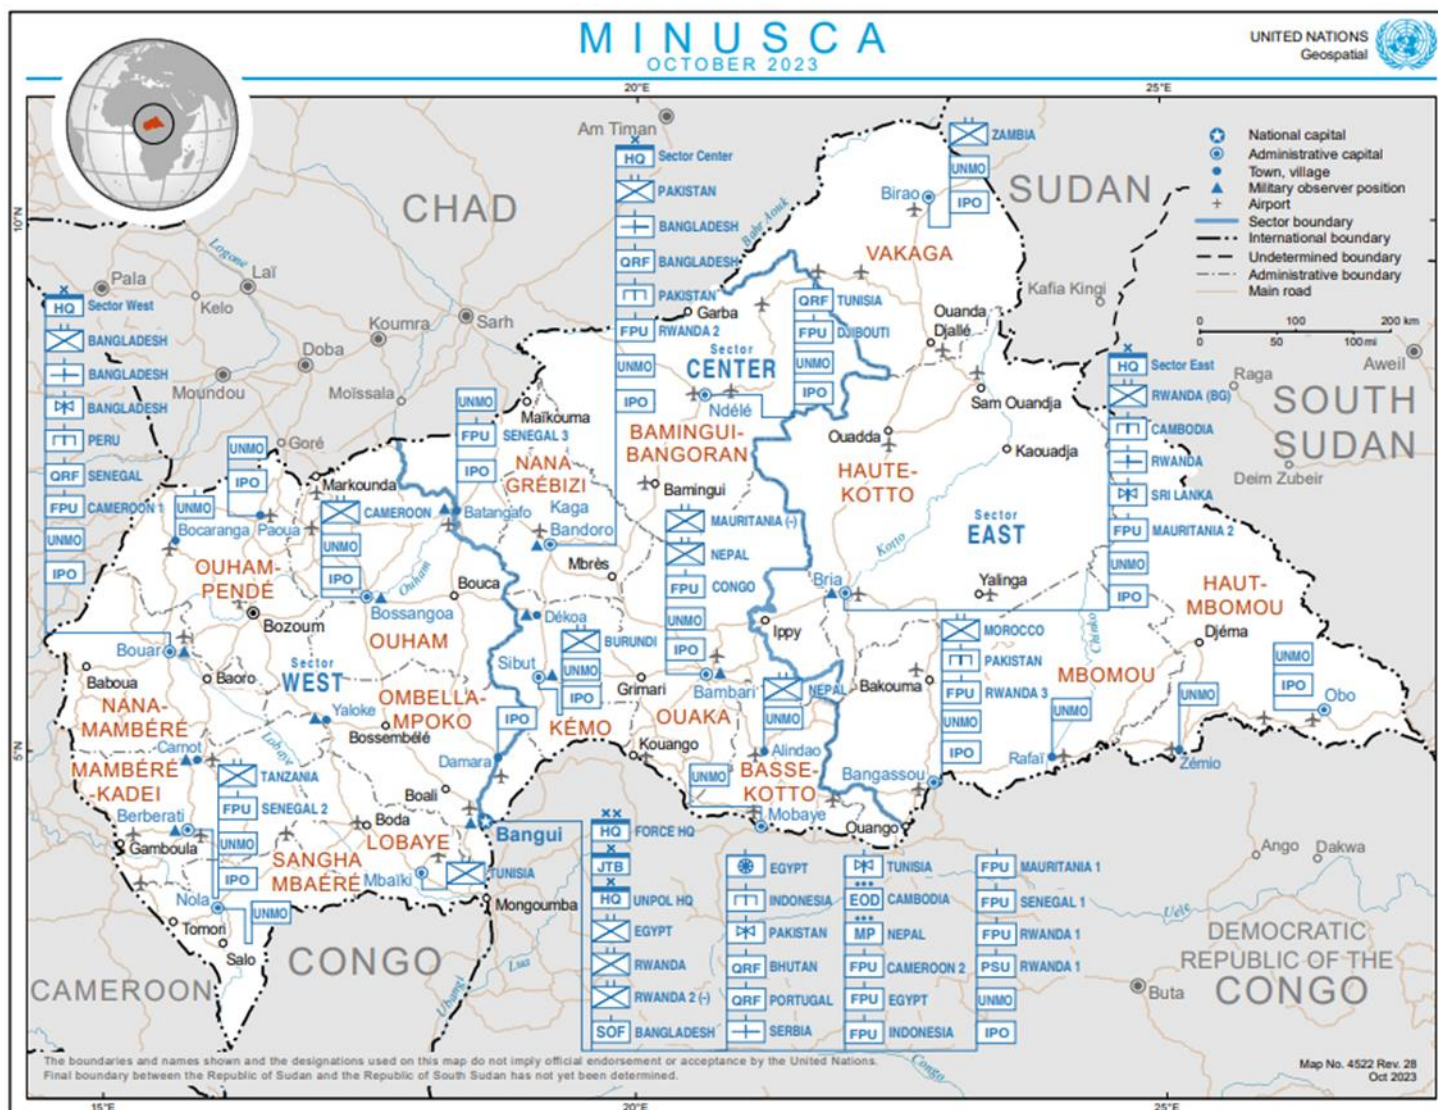 MINUSCA
OCTOBER 2023
UNITED NATIONS
Geospatial
20°E
25°E
10°N
5°N
National capital
Administrative capital
Town, village
Military observer position
Airport
Sector boundary
International boundary
Undetermined boundary
Administrative boundary
Main road
0 100 200 km
0 50 100 mi
CHAD
SUDAN
SOUTH
SUDAN
DEMOCRATIC
REPUBLIC OF THE
CONGO
CONGO
CAMEROON
Am Timan
Bahr Aouk
Logone
Pala
Laï
Kelo
Koumra
Sarh
Doba
Moundou
Moïssala
Goré
Kafia Kingi
Aweil
Raga
Deim Zubeir
Ango
Dakwa
Uele
Buta
Lua
Ubangi
Congo
HQ Sector Center
PAKISTAN
BANGLADESH
QRF BANGLADESH
PAKISTAN
FPU RWANDA 2
UNMO
IPO
ZAMBIA
UNMO
IPO
Birao
VAKAGA
QRF TUNISIA
FPU DJIBOUTI
UNMO
IPO
Ouanda
Djallé
Garba
Sector
CENTER
Ndélé
BAMINGUI-
BANGORAN
Bamingui
Sam Ouandja
Ouadda
Kaouadja
HAUTE-
KOTTO
Sector
EAST
Kotto
Bria
Yalinga
Ippy
HQ Sector West
BANGLADESH
BANGLADESH
BANGLADESH
PERU
QRF SENEGAL
FPU CAMEROON 1
UNMO
IPO
UNMO
IPO
UNMO
Bocaranga
Paoua
Markounda
CAMEROON
UNMO
IPO
Bossangoa
Ouham
UNMO
FPU SENEGAL 3
IPO
Maïkouma
NANA
GRÉBIZI
Batangafo
Kaga
Bandoro
Mbrès
Bouca
Dékoa
OUHAM-
PENDÉ
Bozoum
OUHAM
Bouar
Baboua
Baoro
Sector
WEST
NANA-
MAMBÉRÉ
OMBELLA-
MPOKO
Yaloke
Bossembélé
Lobaye
Carnot
MAMBÉRÉ
-KADEI
TANZANIA
FPU SENEGAL 2
UNMO
IPO
Berberati
Gamboula
Boali
Boda
LOBAYE
SANGHA
MBAÉRÉ
Mbaïki
TUNISIA
Nola
UNMO
Tomori
Salo
Mongoumba
Bangui
Damara
IPO
Sibut
BURUNDI
UNMO
IPO
KÉMO
Grimari
MAURITANIA (-)
NEPAL
FPU CONGO
UNMO
IPO
Bambari
OUAKA
Kouango
NEPAL
UNMO
Alindao
BASSE-
KOTTO
UNMO
Mobaye
Ouango
Bakouma
MOROCCO
PAKISTAN
FPU RWANDA 3
UNMO
IPO
Bangassou
HQ Sector East
RWANDA (BG)
CAMBODIA
RWANDA
SRI LANKA
FPU MAURITANIA 2
UNMO
IPO
Chinko
HAUT-
MBOMOU
Djéma
MBOMOU
UNMO
Rafaï
UNMO
Zémio
UNMO
IPO
Obo
HQ FORCE HQ
JTB
HQ UNPOL HQ
EGYPT
RWANDA
RWANDA 2 (-)
SOF BANGLADESH
EGYPT
INDONESIA
PAKISTAN
QRF BHUTAN
QRF PORTUGAL
SERBIA
TUNISIA
EOD CAMBODIA
MP NEPAL
FPU CAMEROON 2
FPU EGYPT
FPU INDONESIA
FPU MAURITANIA 1
FPU SENEGAL 1
FPU RWANDA 1
PSU RWANDA 1
UNMO
IPO
The boundaries and names shown and the designations used on this map do not imply official endorsement or acceptance by the United Nations.
Final boundary between the Republic of Sudan and the Republic of South Sudan has not yet been determined.
Map No. 4522 Rev. 28
Oct 2023
15°E
20°E
25°E